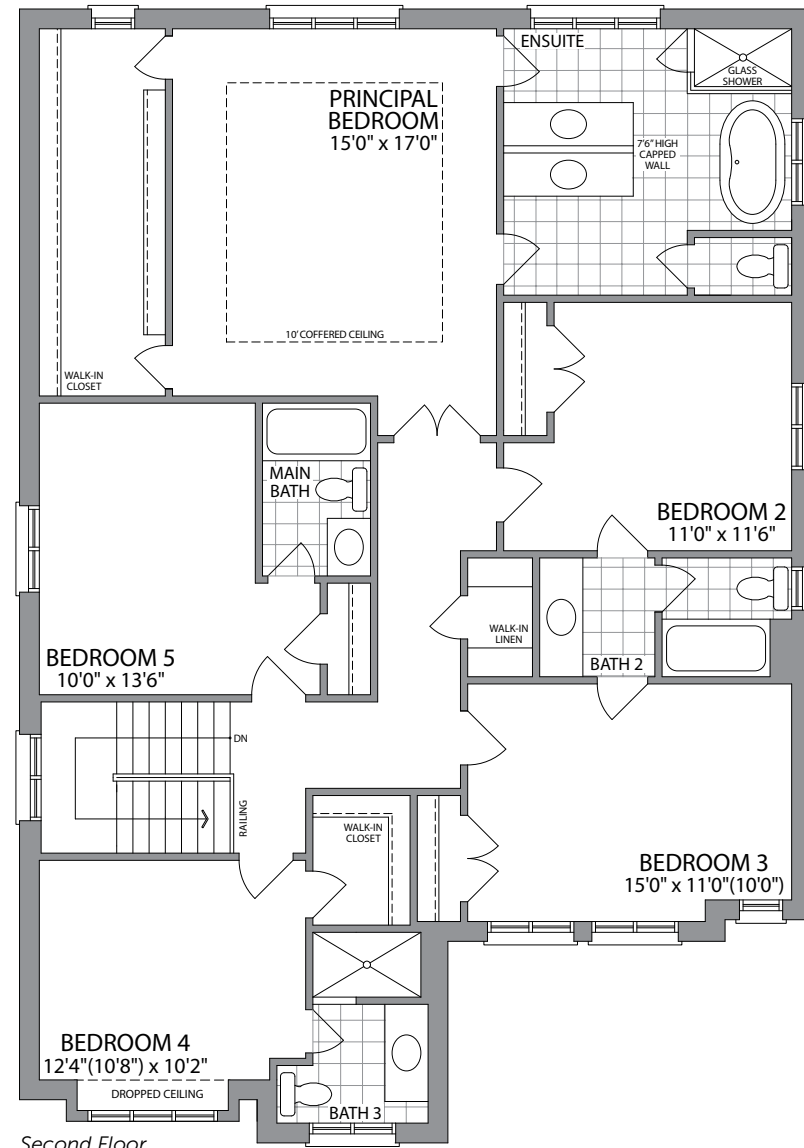 ENSUITE
GLASS
SHOWER
PRINCIPAL
BEDROOM
15'0" x 17'0"
7'6" HIGH
CAPPED
WALL
10' COFFERED CEILING
WALK-IN
CLOSET
MAIN
BATH
BEDROOM 2
11'0" x 11'6"
WALK-IN
LINEN
BATH 2
BEDROOM 5
10'0" x 13'6"
DN
RAILING
WALK-IN
CLOSET
BEDROOM 3
15'0" x 11'0"(10'0")
BEDROOM 4
12'4"(10'8") x 10'2"
DROPPED CEILING
BATH 3
Second Floor